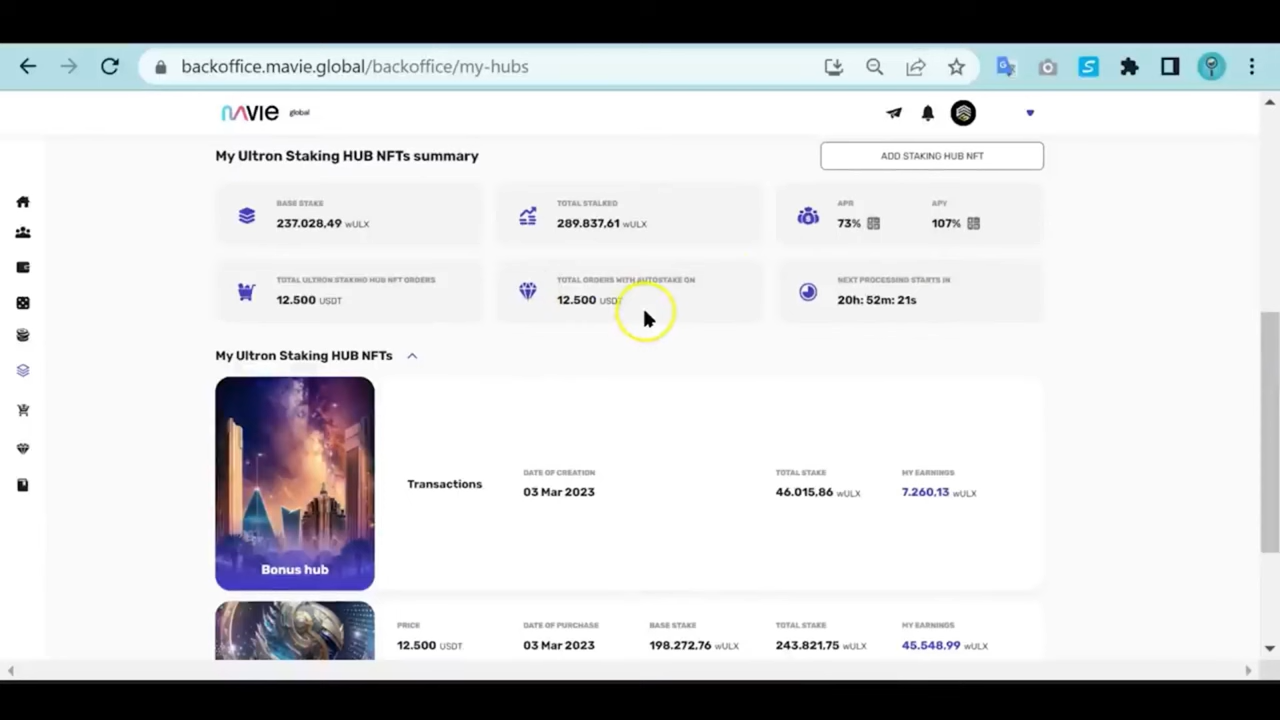 backoffice.mavie.global/backoffice/my-hubs
mavie global
My Ultron Staking HUB NFTs summary
ADD STAKING HUB NFT
BASE STAKE
237.028,49 wULX
TOTAL STALKED
289.837,61 wULX
APR
73%
APY
107%
TOTAL ULTRON STAKING HUB NFT ORDERS
12.500 USDT
TOTAL ORDERS WITH AUTOSTAKE ON
12.500 USDT
NEXT PROCESSING STARTS IN
20h: 52m: 21s
My Ultron Staking HUB NFTs
Bonus hub
Transactions
DATE OF CREATION
03 Mar 2023
TOTAL STAKE
46.015,86 wULX
MY EARNINGS
7.260,13 wULX
PRICE
12.500 USDT
DATE OF PURCHASE
03 Mar 2023
BASE STAKE
198.272,76 wULX
TOTAL STAKE
243.821,75 wULX
MY EARNINGS
45.548,99 wULX